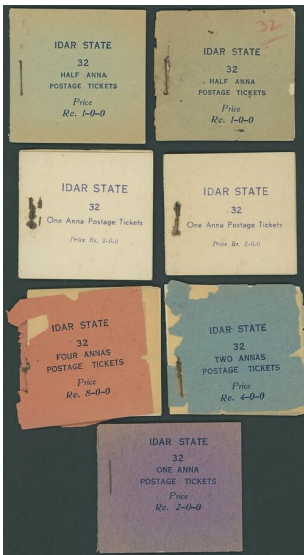 IDAR STATE
32
HALF ANNA
POSTAGE TICKETS
Price
Re. 1-0-0
32
IDAR STATE
32
HALF ANNA
POSTAGE TICKETS
Price
Re. 1-0-0
IDAR STATE
32
One Anna Postage Tickets
Price Rs. 2-0-0
IDAR STATE
32
One Anna Postage Tickets
Price Rs. 2-0-0
IDAR STATE
32
FOUR ANNAS
POSTAGE TICKETS
Price
Re. 8-0-0
IDAR STATE
32
TWO ANNAS
POSTAGE TICKETS
Price
Re. 4-0-0
IDAR STATE
32
ONE ANNA
POSTAGE TICKETS
Price
Re. 2-0-0